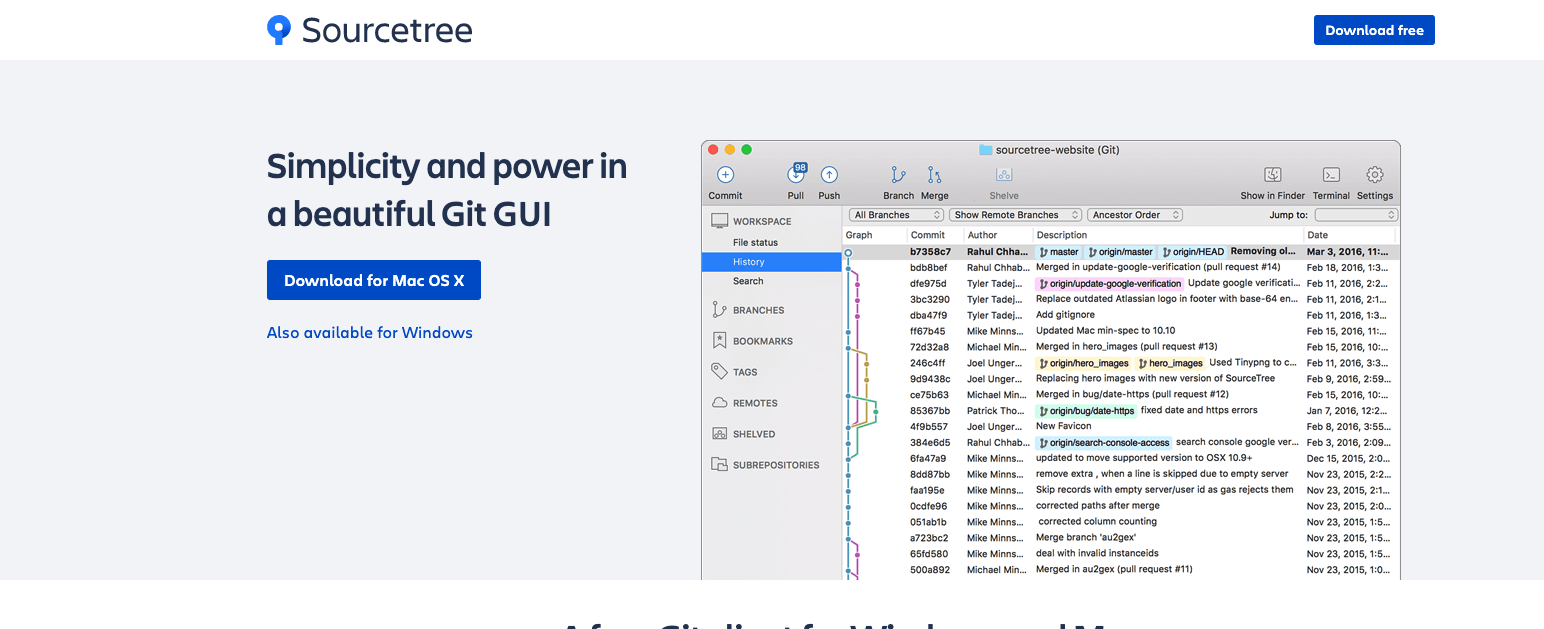 Sourcetree
Download free
Simplicity and power in
a beautiful Git GUI
Download for Mac OS X
Also available for Windows
sourcetree-website (Git)
98
Commit Pull Push Branch Merge Shelve Show in Finder Terminal Settings
All Branches Show Remote Branches Ancestor Order Jump to:
WORKSPACE
File status
History
Search
BRANCHES
BOOKMARKS
TAGS
REMOTES
SHELVED
SUBREPOSITORIES
Graph Commit Author Description Date
b7358c7 Rahul Chha... master origin/master origin/HEAD Removing ol... Mar 3, 2016, 11:...
bdb8bef Rahul Chhab... Merged in update-google-verification (pull request #14) Feb 18, 2016, 1:3...
dfe975d Tyler Tadej... origin/update-google-verification Update google verificati... Feb 11, 2016, 2:2...
3bc3290 Tyler Tadej... Replace outdated Atlassian logo in footer with base-64 en... Feb 11, 2016, 2:1...
dba47f9 Tyler Tadej... Add gitignore Feb 11, 2016, 1:3...
ff67b45 Mike Minns... Updated Mac min-spec to 10.10 Feb 15, 2016, 11:...
72d32a8 Michael Min... Merged in hero_images (pull request #13) Feb 15, 2016, 10:...
246c4ff Joel Unger... origin/hero_images hero_images Used Tinypng to c... Feb 11, 2016, 3:3...
9d9438c Joel Unger... Replacing hero images with new version of SourceTree Feb 9, 2016, 2:59...
ce75b63 Michael Min... Merged in bug/date-https (pull request #12) Feb 15, 2016, 10:...
85367bb Patrick Tho... origin/bug/date-https fixed date and https errors Jan 7, 2016, 12:2...
4f9b557 Joel Unger... New Favicon Feb 8, 2016, 3:55...
384e6d5 Rahul Chhab... origin/search-console-access search console google ver... Feb 3, 2016, 2:09...
6fa47a9 Mike Minns... updated to move supported version to OSX 10.9+ Dec 15, 2015, 2:0...
8dd87bb Mike Minns... remove extra , when a line is skipped due to empty server Nov 23, 2015, 2:2...
faa195e Mike Minns... Skip records with empty server/user id as gas rejects them Nov 23, 2015, 2:1...
0cdfe96 Mike Minns... corrected paths after merge Nov 23, 2015, 2:0...
051ab1b Mike Minns... corrected column counting Nov 23, 2015, 1:5...
a723bc2 Mike Minns... Merge branch 'au2gex' Nov 23, 2015, 1:5...
65fd580 Mike Minns... deal with invalid instanceids Nov 23, 2015, 1:5...
500a892 Michael Min... Merged in au2gex (pull request #11) Nov 23, 2015, 1:0...